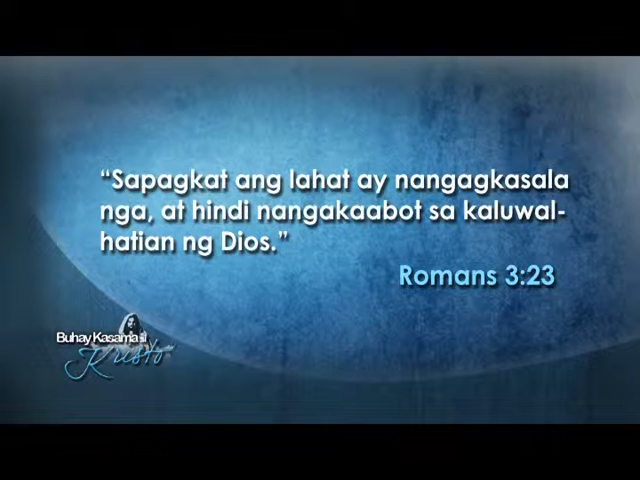 “Sapagkat ang lahat ay nangagkasala
nga, at hindi nangakaabot sa kaluwal-
hatian ng Dios.”
Romans 3:23
Buhay Kasama si
Kristo